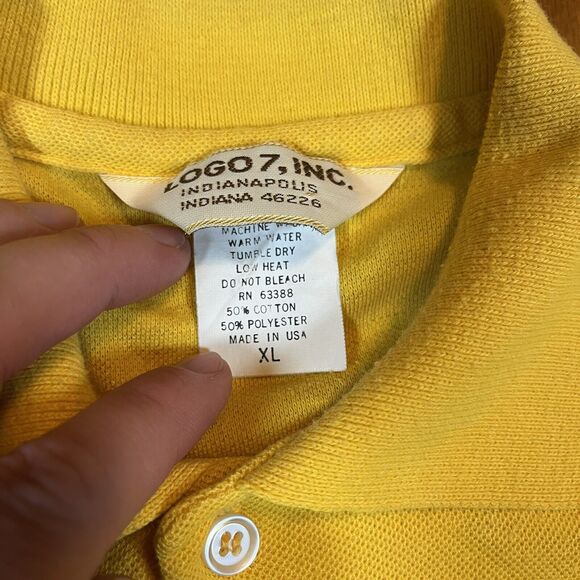 LOGO 7, INC.
INDIANAPOLIS
INDIANA 46226
MACHINE
WARM WATER
TUMBLE DRY
LOW HEAT
DO NOT BLEACH
RN 63388
50% COTTON
50% POLYESTER
MADE IN USA
XL